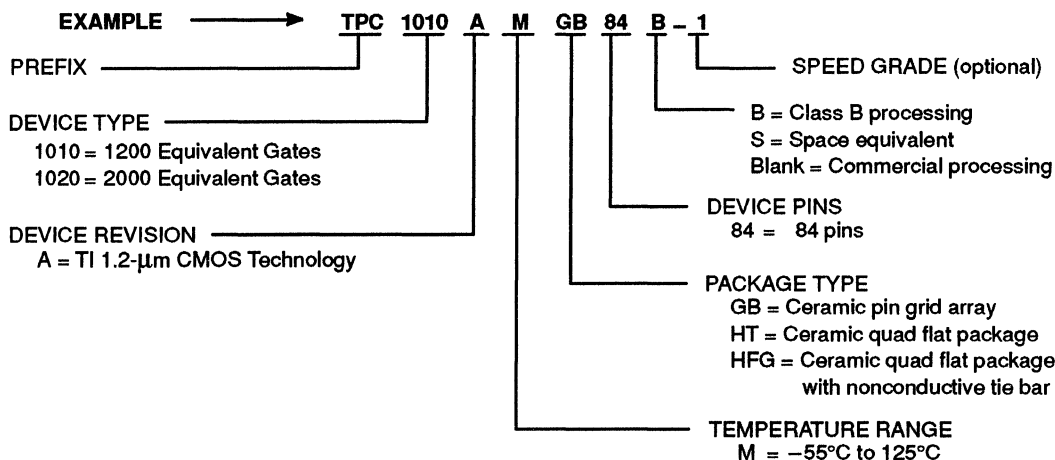 EXAMPLE
TPC 1010 A M GB 84 B – 1
PREFIX
SPEED GRADE (optional)
DEVICE TYPE
1010 = 1200 Equivalent Gates
1020 = 2000 Equivalent Gates
B = Class B processing
S = Space equivalent
Blank = Commercial processing
DEVICE REVISION
A = TI 1.2-μm CMOS Technology
DEVICE PINS
84 = 84 pins
PACKAGE TYPE
GB = Ceramic pin grid array
HT = Ceramic quad flat package
HFG = Ceramic quad flat package
with nonconductive tie bar
TEMPERATURE RANGE
M = –55°C to 125°C